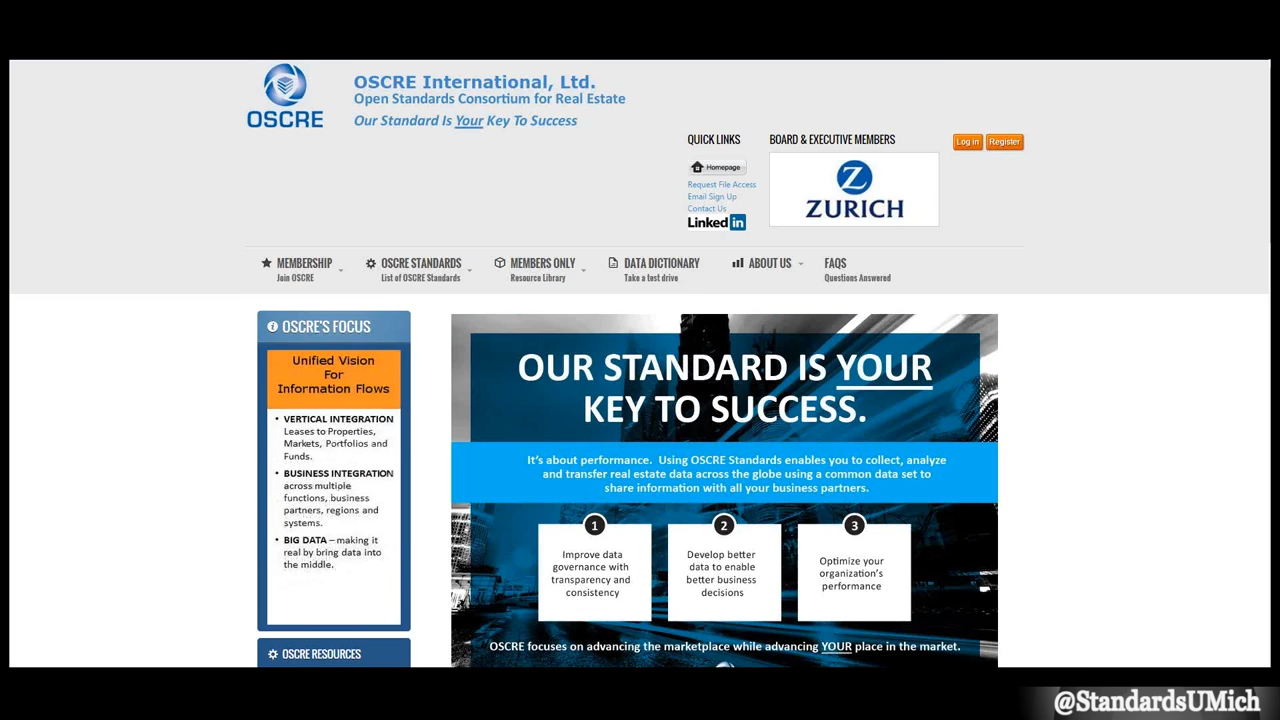 OSCRE
OSCRE International, Ltd.
Open Standards Consortium for Real Estate
Our Standard Is Your Key To Success
QUICK LINKS
Homepage
Request File Access
Email Sign Up
Contact Us
Linked in
BOARD & EXECUTIVE MEMBERS
Z
ZURICH
Log in
Register
MEMBERSHIP
Join OSCRE
OSCRE STANDARDS
List of OSCRE Standards
MEMBERS ONLY
Resource Library
DATA DICTIONARY
Take a test drive
ABOUT US
FAQS
Questions Answered
OSCRE'S FOCUS
Unified Vision
For
Information Flows
• VERTICAL INTEGRATION
Leases to Properties,
Markets, Portfolios and
Funds.
• BUSINESS INTEGRATION
across multiple
functions, business
partners, regions and
systems.
• BIG DATA – making it
real by bring data into
the middle.
OSCRE RESOURCES
OUR STANDARD IS YOUR
KEY TO SUCCESS.
It's about performance. Using OSCRE Standards enables you to collect, analyze
and transfer real estate data across the globe using a common data set to
share information with all your business partners.
1
Improve data
governance with
transparency and
consistency
2
Develop better
data to enable
better business
decisions
3
Optimize your
organization's
performance
OSCRE focuses on advancing the marketplace while advancing YOUR place in the market.
@StandardsUMich